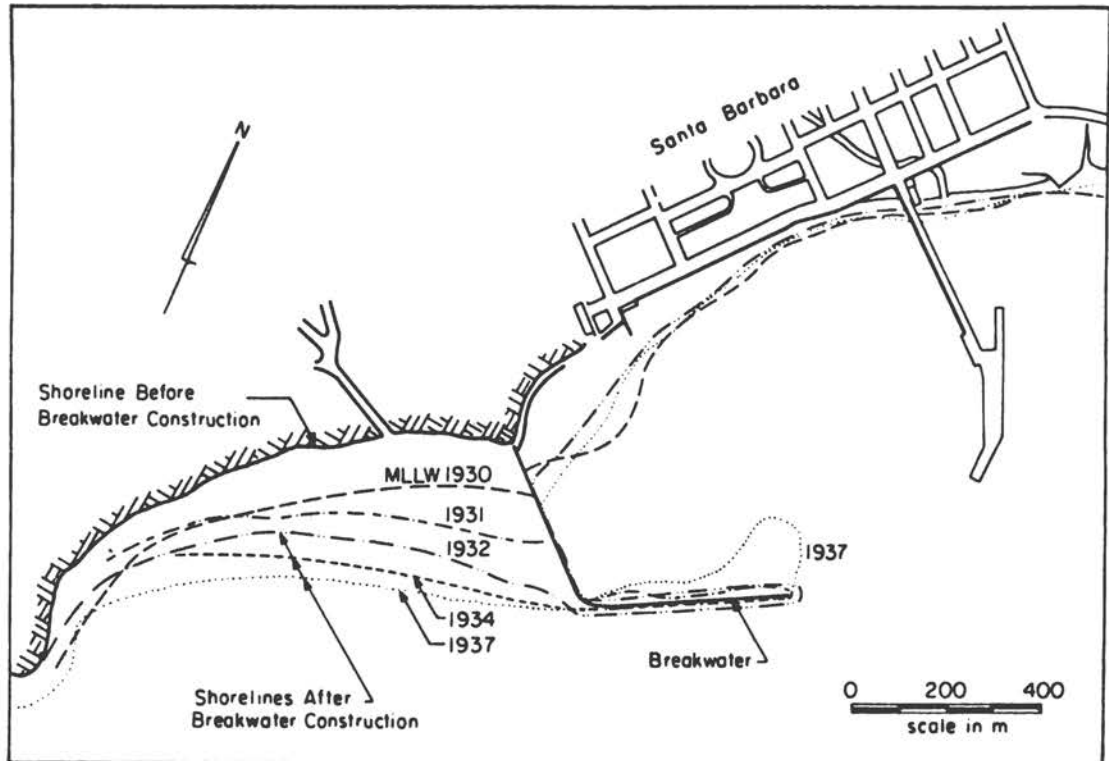 N
Santa Barbara
Shoreline Before
Breakwater Construction
MLLW 1930
1931
1932
1934
1937
1937
Breakwater
Shorelines After
Breakwater Construction
0 200 400
scale in m